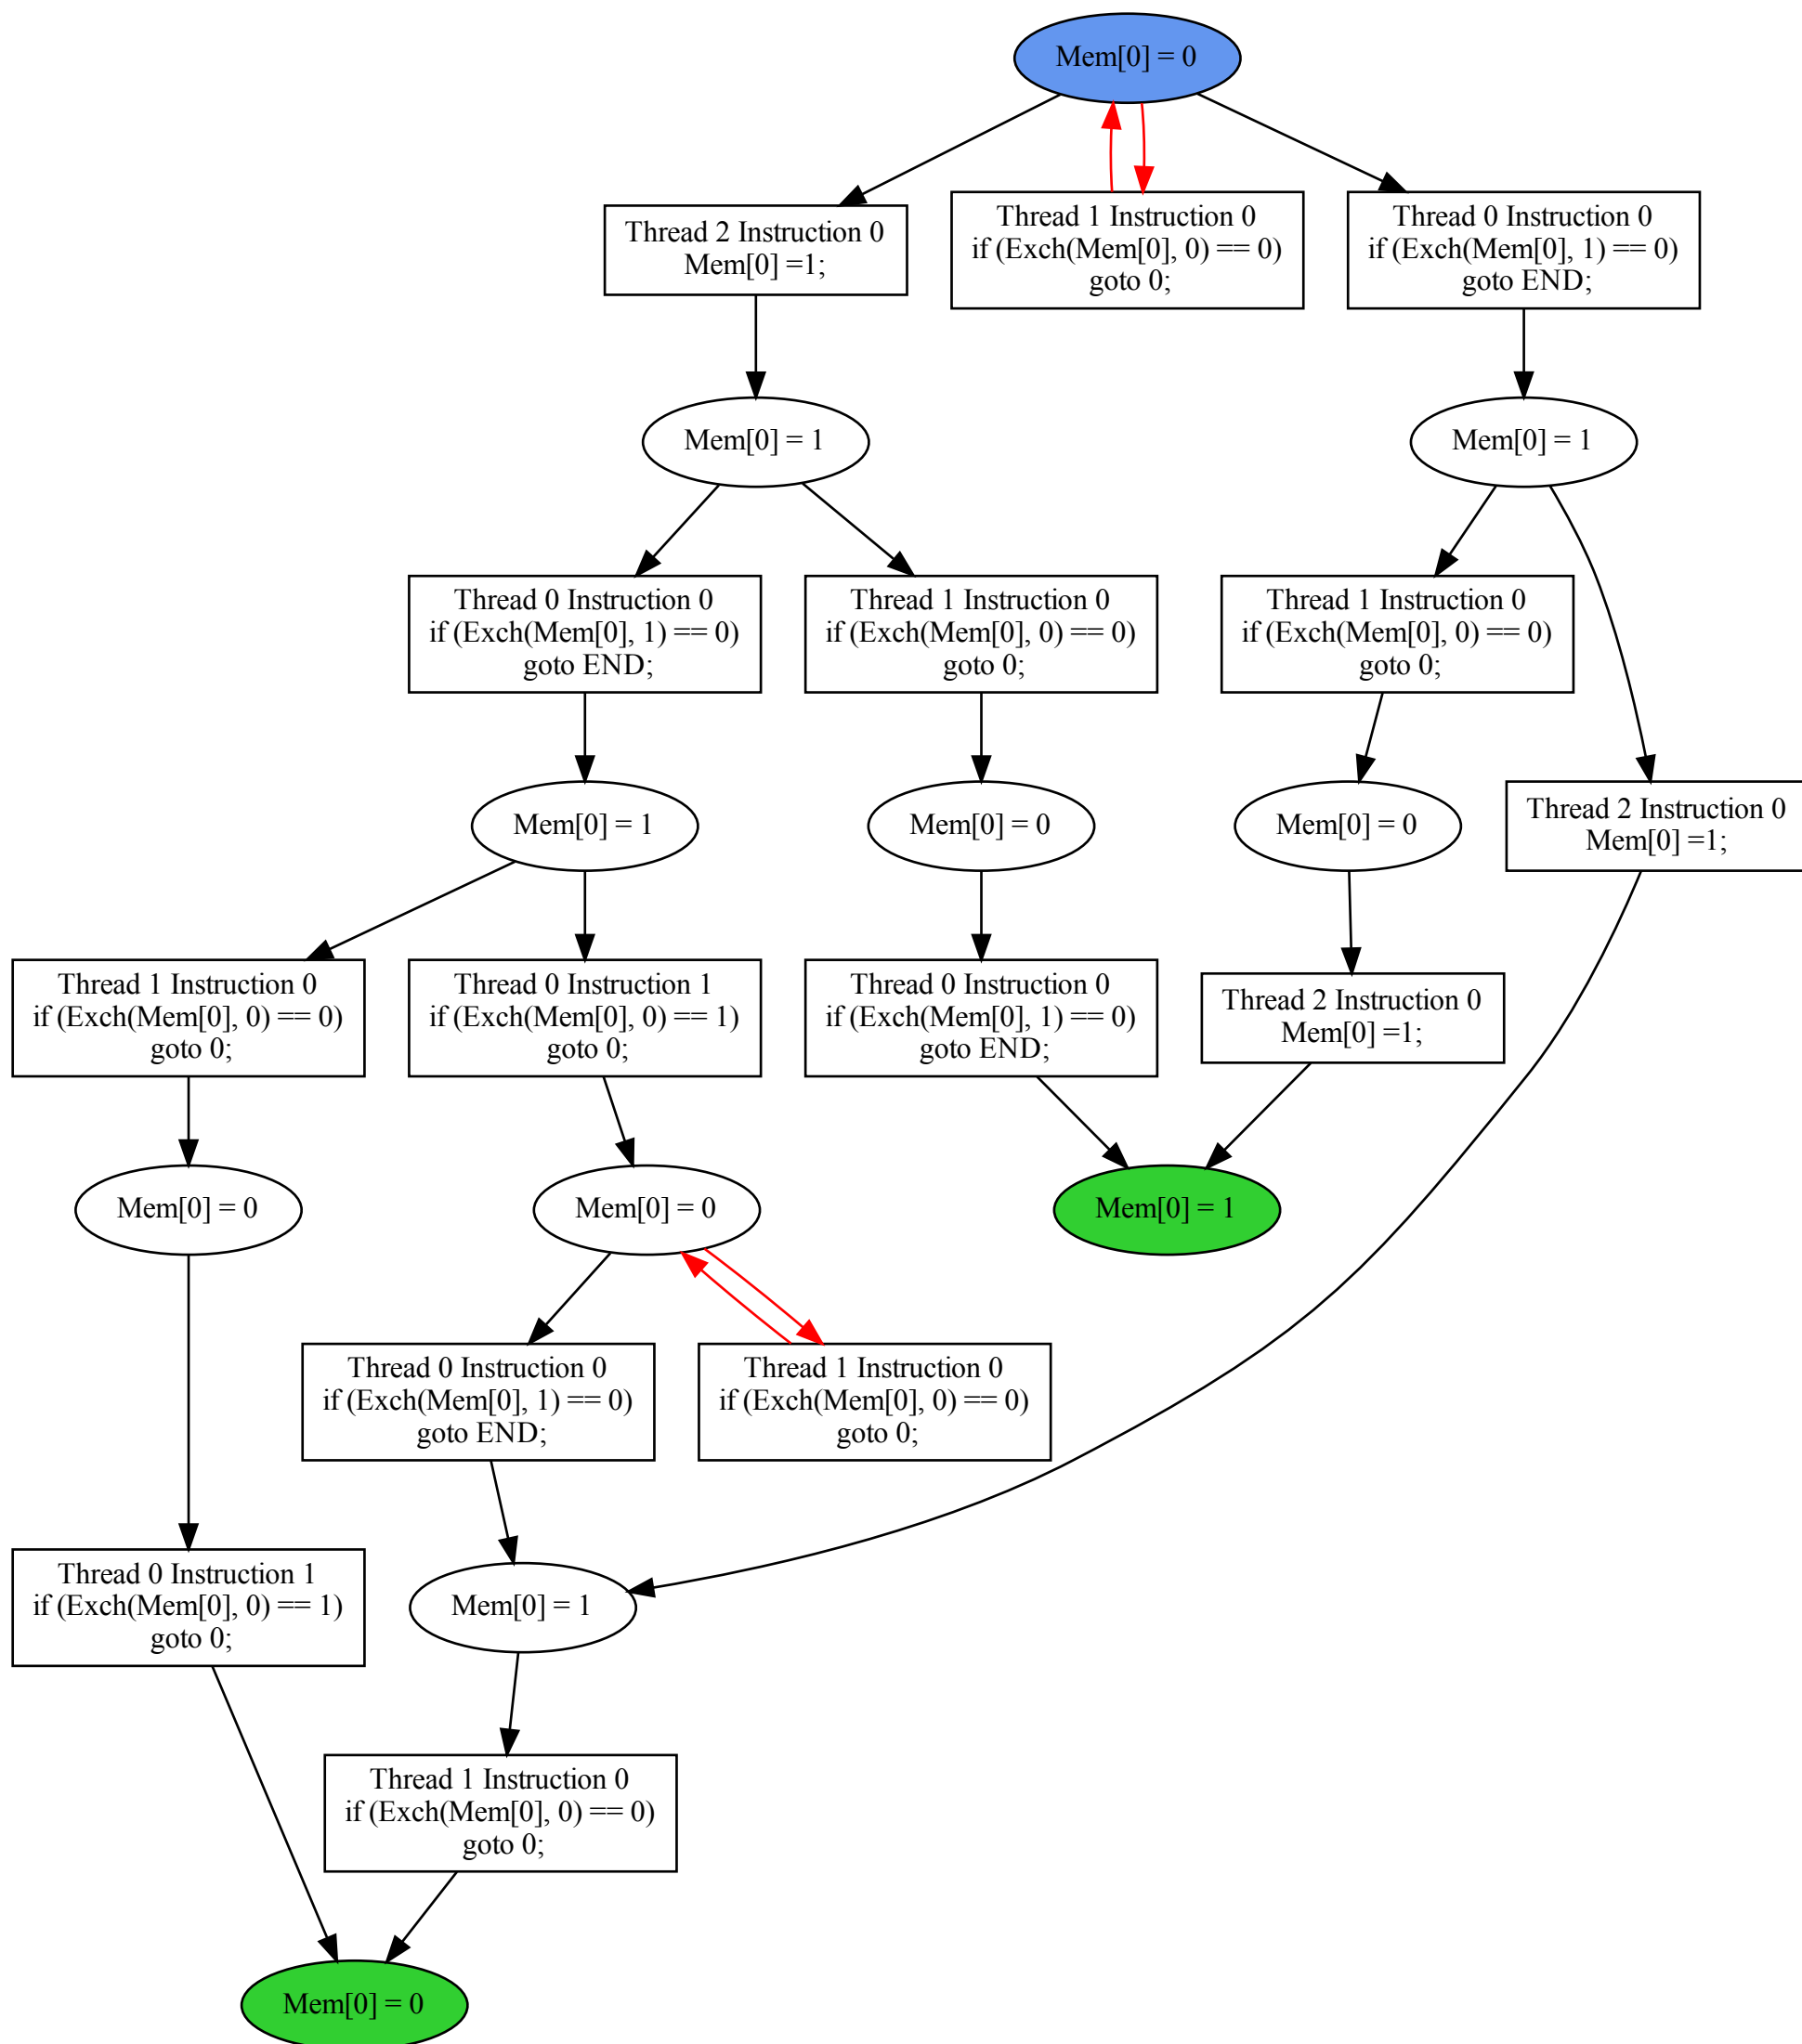 Mem[0] = 0
Thread 2 Instruction 0
Mem[0] =1;
Thread 1 Instruction 0
if (Exch(Mem[0], 0) == 0)
goto 0;
Thread 0 Instruction 0
if (Exch(Mem[0], 1) == 0)
goto END;
Mem[0] = 1
Mem[0] = 1
Thread 0 Instruction 0
if (Exch(Mem[0], 1) == 0)
goto END;
Thread 1 Instruction 0
if (Exch(Mem[0], 0) == 0)
goto 0;
Thread 1 Instruction 0
if (Exch(Mem[0], 0) == 0)
goto 0;
Mem[0] = 1
Mem[0] = 0
Mem[0] = 0
Thread 2 Instruction 0
Mem[0] =1;
Thread 1 Instruction 0
if (Exch(Mem[0], 0) == 0)
goto 0;
Thread 0 Instruction 1
if (Exch(Mem[0], 0) == 1)
goto 0;
Thread 0 Instruction 0
if (Exch(Mem[0], 1) == 0)
goto END;
Thread 2 Instruction 0
Mem[0] =1;
Mem[0] = 0
Mem[0] = 0
Mem[0] = 1
Thread 0 Instruction 0
if (Exch(Mem[0], 1) == 0)
goto END;
Thread 1 Instruction 0
if (Exch(Mem[0], 0) == 0)
goto 0;
Thread 0 Instruction 1
if (Exch(Mem[0], 0) == 1)
goto 0;
Mem[0] = 1
Thread 1 Instruction 0
if (Exch(Mem[0], 0) == 0)
goto 0;
Mem[0] = 0